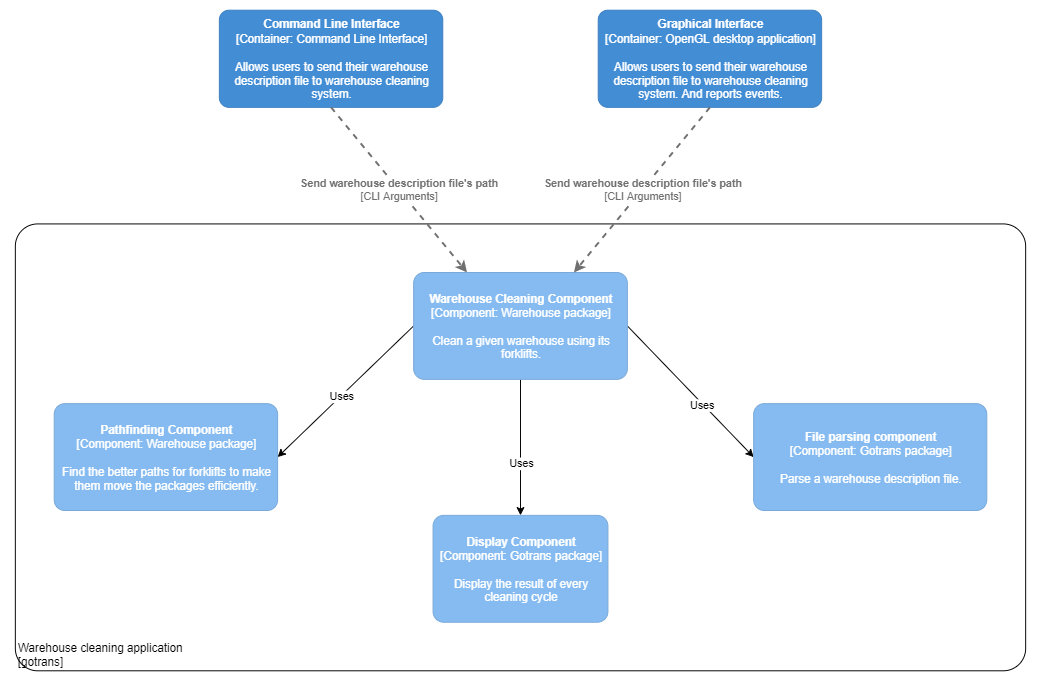 Command Line Interface
[Container: Command Line Interface]
Allows users to send their warehouse
description file to warehouse cleaning
system.
Graphical Interface
[Container: OpenGL desktop application]
Allows users to send their warehouse
description file to warehouse cleaning
system. And reports events.
Send warehouse description file's path
[CLI Arguments]
Send warehouse description file's path
[CLI Arguments]
Warehouse Cleaning Component
[Component: Warehouse package]
Clean a given warehouse using its
forklifts.
Uses
Uses
Uses
Pathfinding Component
[Component: Warehouse package]
Find the better paths for forklifts to make
them move the packages efficiently.
File parsing component
[Component: Gotrans package]
Parse a warehouse description file.
Display Component
[Component: Gotrans package]
Display the result of every
cleaning cycle
Warehouse cleaning application
[gotrans]